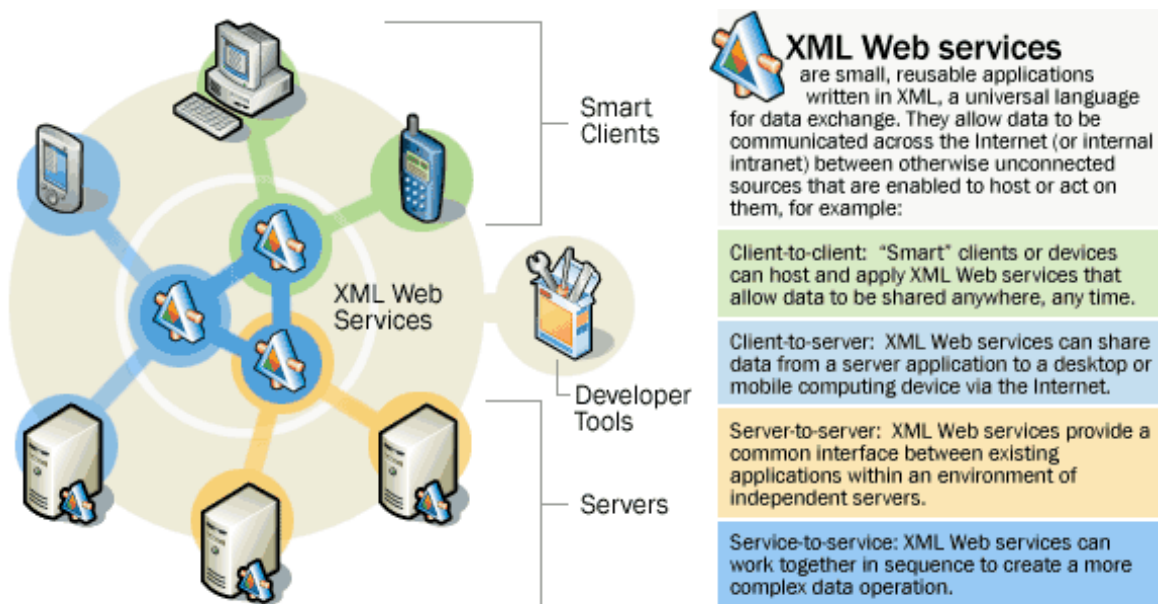 Smart
Clients
XML Web
Services
Developer
Tools
Servers
XML Web services
are small, reusable applications
written in XML, a universal language
for data exchange. They allow data to be
communicated across the Internet (or internal
intranet) between otherwise unconnected
sources that are enabled to host or act on
them, for example:
Client-to-client: “Smart” clients or devices
can host and apply XML Web services that
allow data to be shared anywhere, any time.
Client-to-server: XML Web services can share
data from a server application to a desktop or
mobile computing device via the Internet.
Server-to-server: XML Web services provide a
common interface between existing
applications within an environment of
independent servers.
Service-to-service: XML Web services can
work together in sequence to create a more
complex data operation.